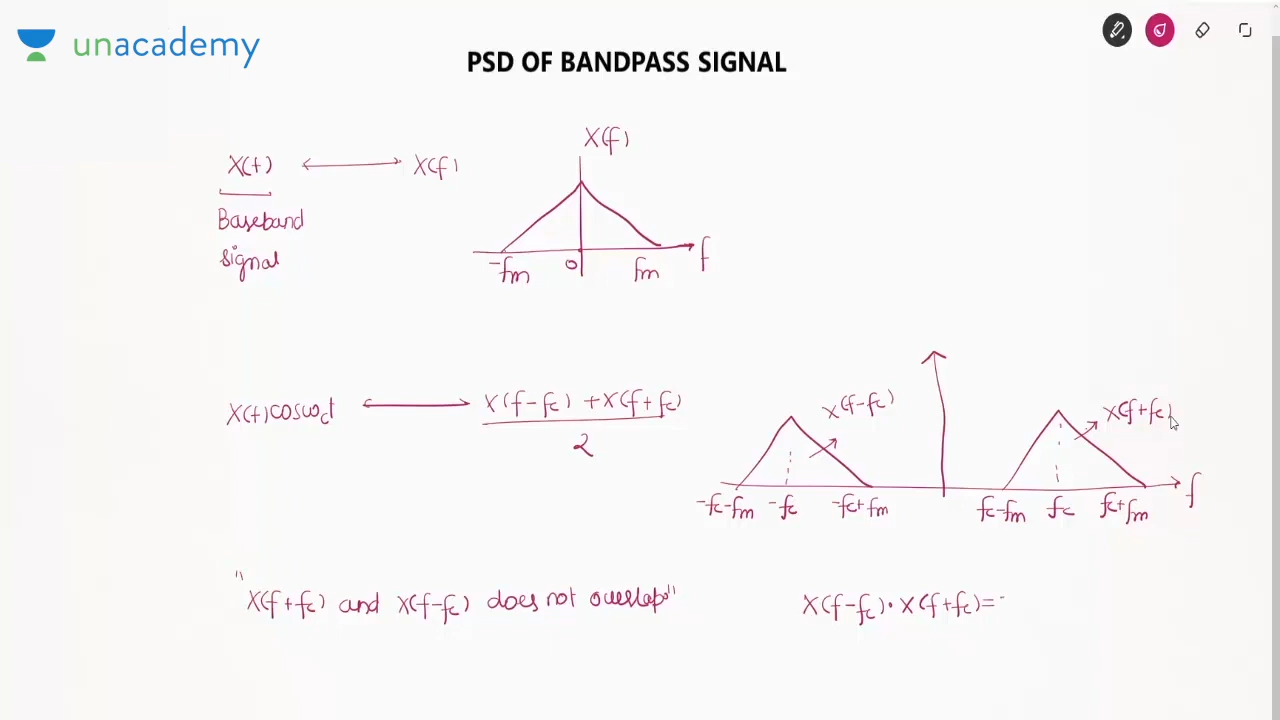 unacademy
PSD OF BANDPASS SIGNAL
X(f)
X(t) ⟷ X(f)
Baseband
signal
-fm 0 fm f
X(t)cosωct ⟷ X(f-fc) + X(f+fc)
2
X(f-fc) X(f+fc)
-fc-fm -fc -fc+fm fc-fm fc fc+fm f
"X(f+fc) and X(f-fc) does not overlap"
X(f-fc)·X(f+fc)=-